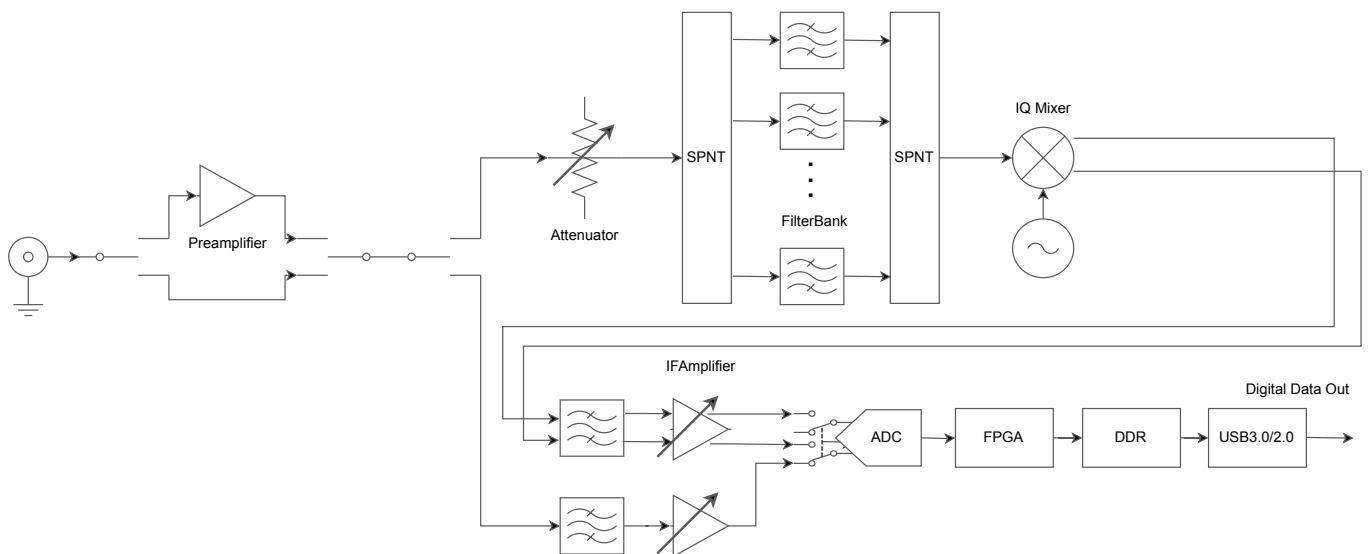 IQ Mixer
SPNT
SPNT
Preamplifier
FilterBank
Attenuator
IFAmplifier
Digital Data Out
ADC
FPGA
DDR
USB3.0/2.0